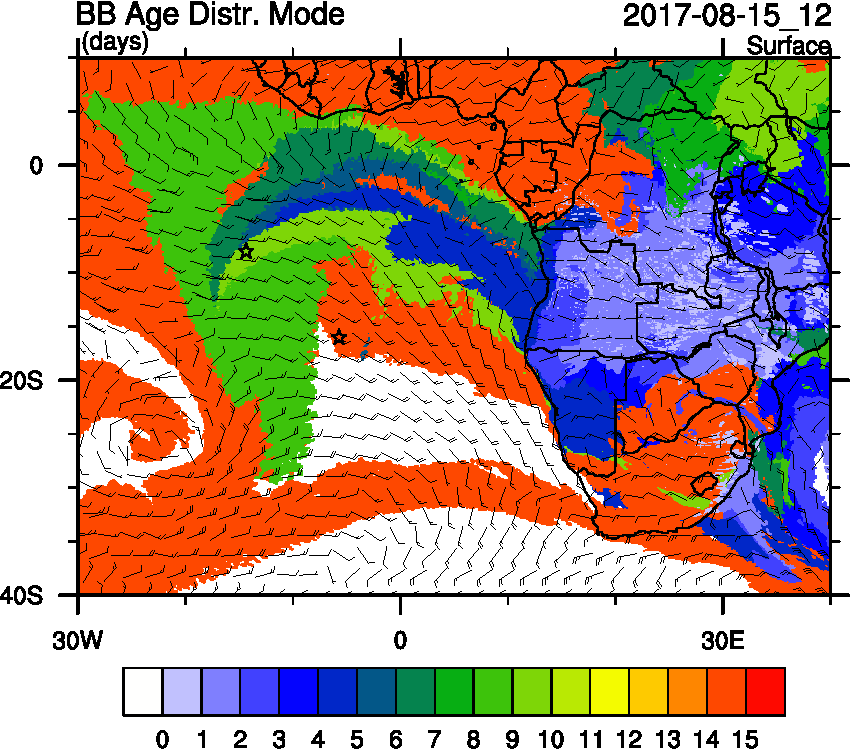 BB Age Distr. Mode 2017-08-15_12
(days) Surface
0
20S
40S
30W 0 30E
0 1 2 3 4 5 6 7 8 9 10 11 12 13 14 15